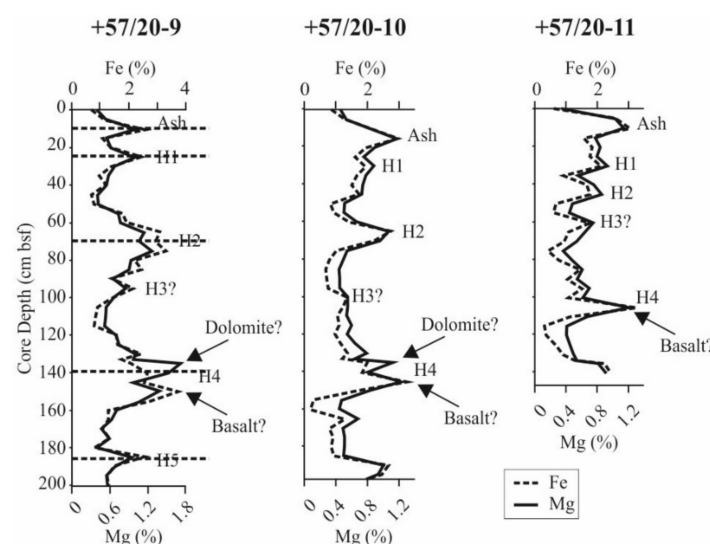 +57/20-9
+57/20-10
+57/20-11
Fe (%)
Fe (%)
Fe (%)
0 2 4
0 2
0 2
Core Depth (cm bsf)
0
20
40
60
80
100
120
140
160
180
200
Ash
H1
H2
H3?
Dolomite?
H4
Basalt?
H5
Ash
H1
H2
H3?
Dolomite?
H4
Basalt?
Ash
H1
H2
H3?
H4
Basalt?
0 0.6 1.2 1.8
Mg (%)
0 0.4 0.8 1.2
Mg (%)
0 0.4 0.8 1.2
Mg (%)
Fe
Mg